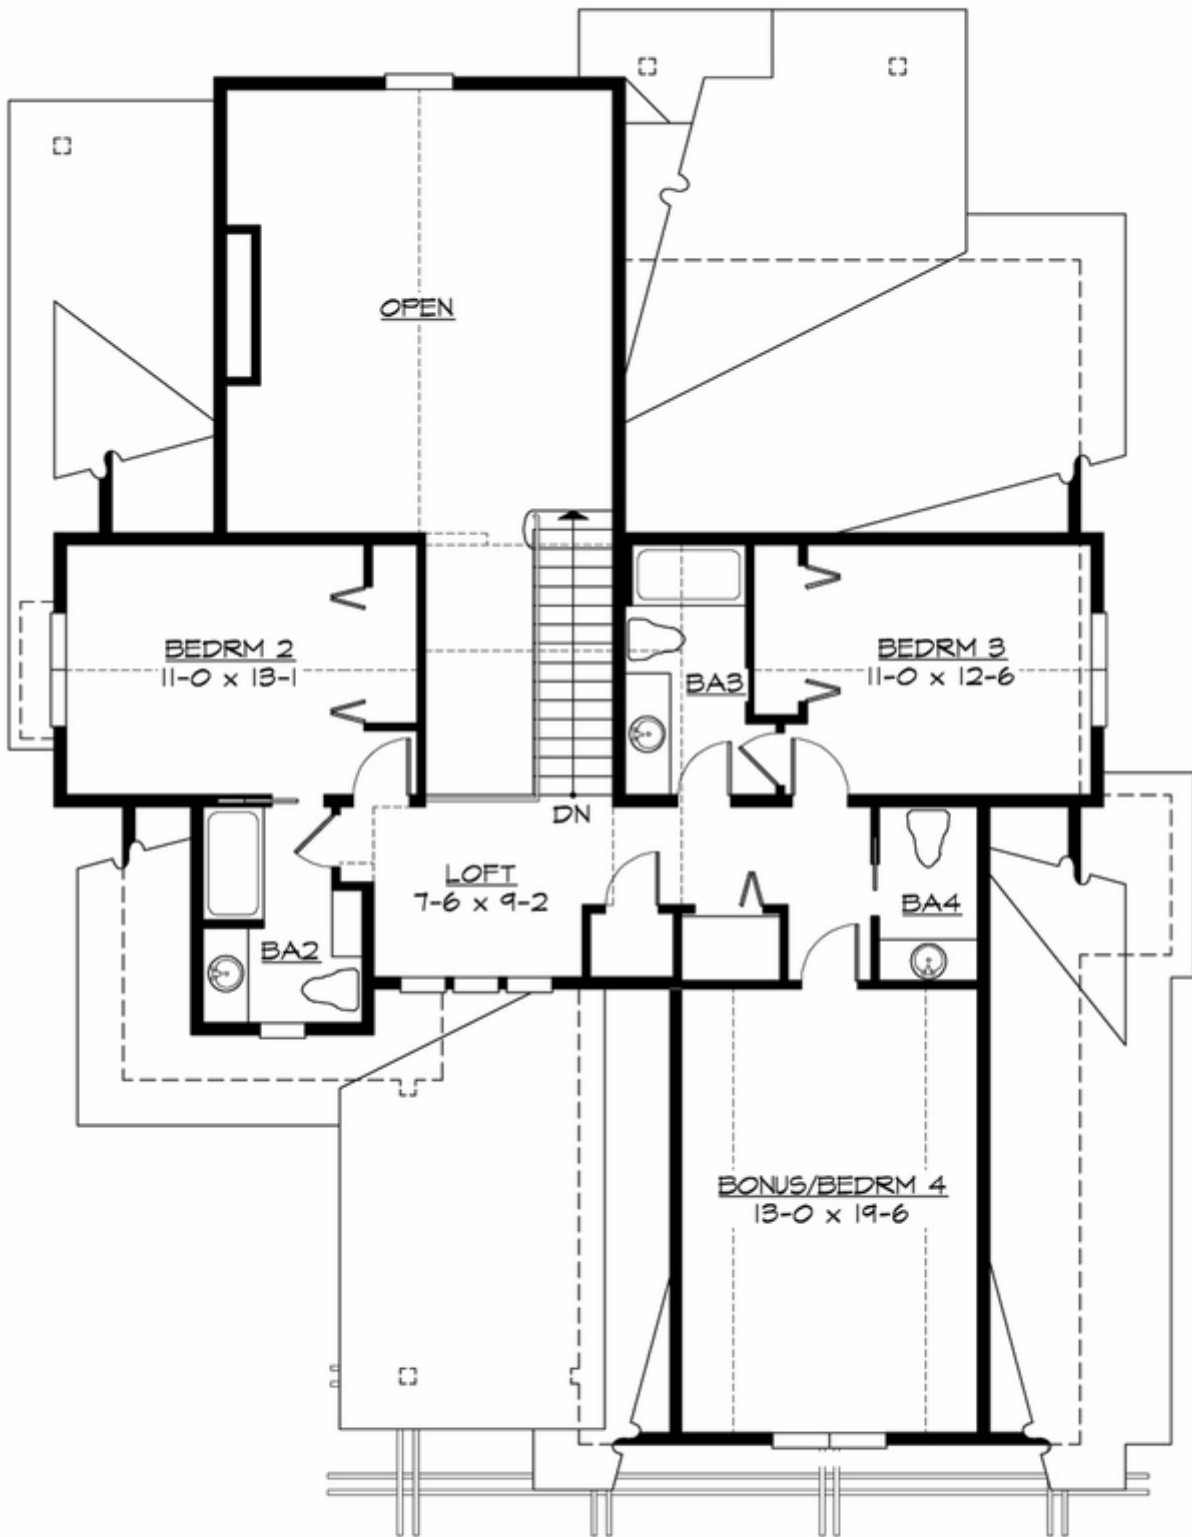 OPEN
BEDRM 2
11-0 x 13-1
BEDRM 3
11-0 x 12-6
BA3
DN
LOFT
7-6 x 9-2
BA4
BA2
BONUS/BEDRM 4
13-0 x 19-6